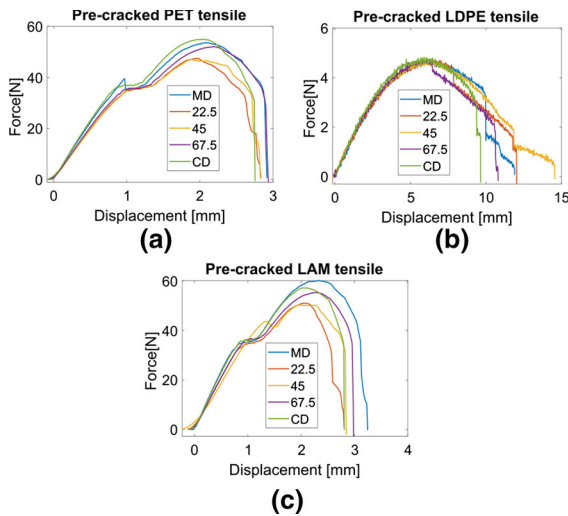 Pre-cracked PET tensile
Force[N]
60
40
20
0
MD
22.5
45
67.5
CD
0 1 2 3
Displacement [mm]
(a)
Pre-cracked LDPE tensile
Force[N]
6
4
2
0
MD
22.5
45
67.5
CD
0 5 10 15
Displacement [mm]
(b)
Pre-cracked LAM tensile
Force[N]
60
40
20
0
MD
22.5
45
67.5
CD
0 1 2 3 4
Displacement [mm]
(c)